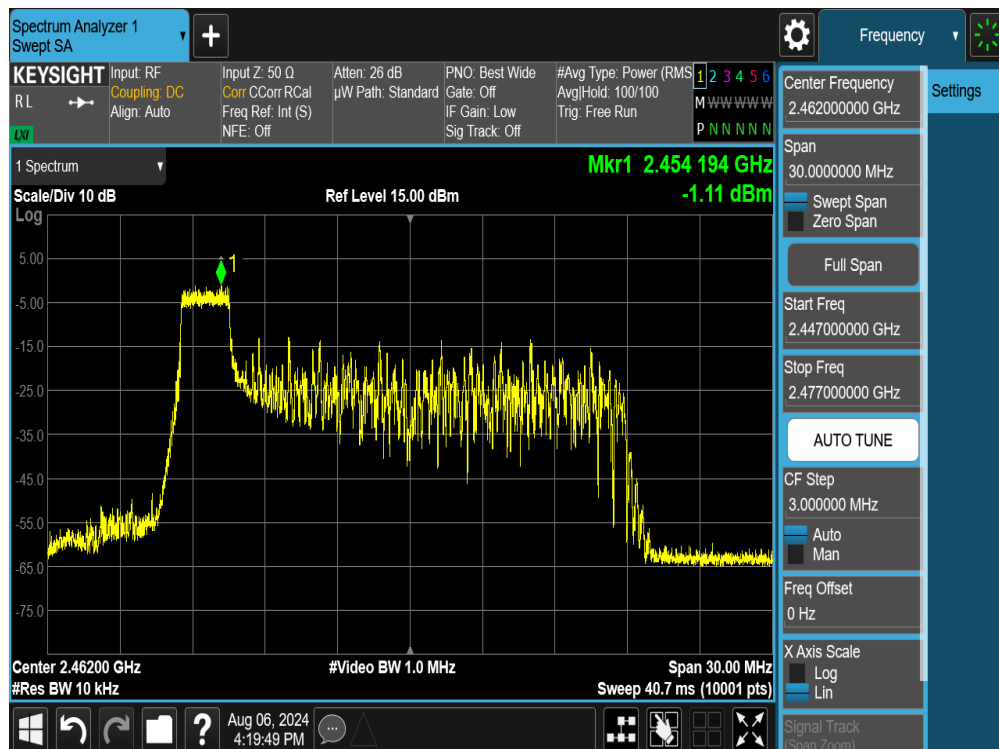 Spectrum Analyzer 1
Swept SA
+
Frequency
KEYSIGHT
RL
LXI
Input: RF
Coupling: DC
Align: Auto
Input Z: 50 Ω
Corr CCorr RCal
Freq Ref: Int (S)
NFE: Off
Atten: 26 dB
µW Path: Standard
PNO: Best Wide
Gate: Off
IF Gain: Low
Sig Track: Off
#Avg Type: Power (RMS
Avg|Hold: 100/100
Trig: Free Run
1 2 3 4 5 6
M W W W W W
P N N N N N
1 Spectrum
Mkr1 2.454 194 GHz
Scale/Div 10 dB
Ref Level 15.00 dBm
-1.11 dBm
Log
1
5.00
-5.00
-15.0
-25.0
-35.0
-45.0
-55.0
-65.0
-75.0
Center 2.46200 GHz
#Video BW 1.0 MHz
Span 30.00 MHz
#Res BW 10 kHz
Sweep 40.7 ms (10001 pts)
?
Aug 06, 2024
4:19:49 PM
Center Frequency
2.462000000 GHz
Span
30.0000000 MHz
Swept Span
Zero Span
Full Span
Start Freq
2.447000000 GHz
Stop Freq
2.477000000 GHz
AUTO TUNE
CF Step
3.000000 MHz
Auto
Man
Freq Offset
0 Hz
X Axis Scale
Log
Lin
Signal Track
(Span Zoom)
Settings